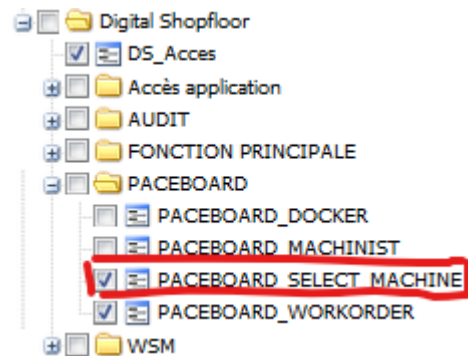 Digital Shopfloor
DS_Acces
Accès application
AUDIT
FONCTION PRINCIPALE
PACEBOARD
PACEBOARD_DOCKER
PACEBOARD_MACHINIST
PACEBOARD_SELECT_MACHINE
PACEBOARD_WORKORDER
WSM